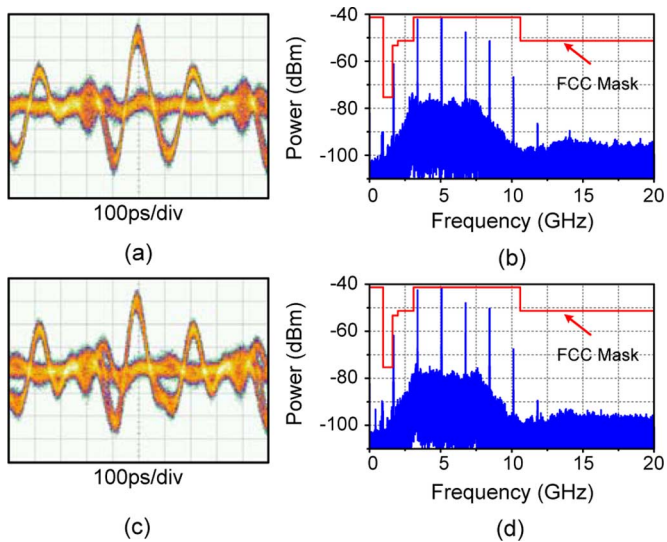 100ps/div
(a)
Power (dBm)
-40
-60
-80
-100
0
5
10
15
20
FCC Mask
Frequency (GHz)
(b)
100ps/div
(c)
Power (dBm)
-40
-60
-80
-100
0
5
10
15
20
FCC Mask
Frequency (GHz)
(d)